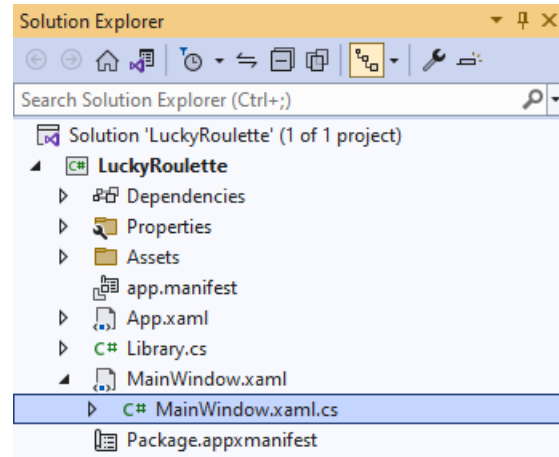 Solution Explorer
Search Solution Explorer (Ctrl+;)
Solution 'LuckyRoulette' (1 of 1 project)
C# LuckyRoulette
Dependencies
Properties
Assets
app.manifest
App.xaml
C# Library.cs
MainWindow.xaml
C# MainWindow.xaml.cs
Package.appxmanifest